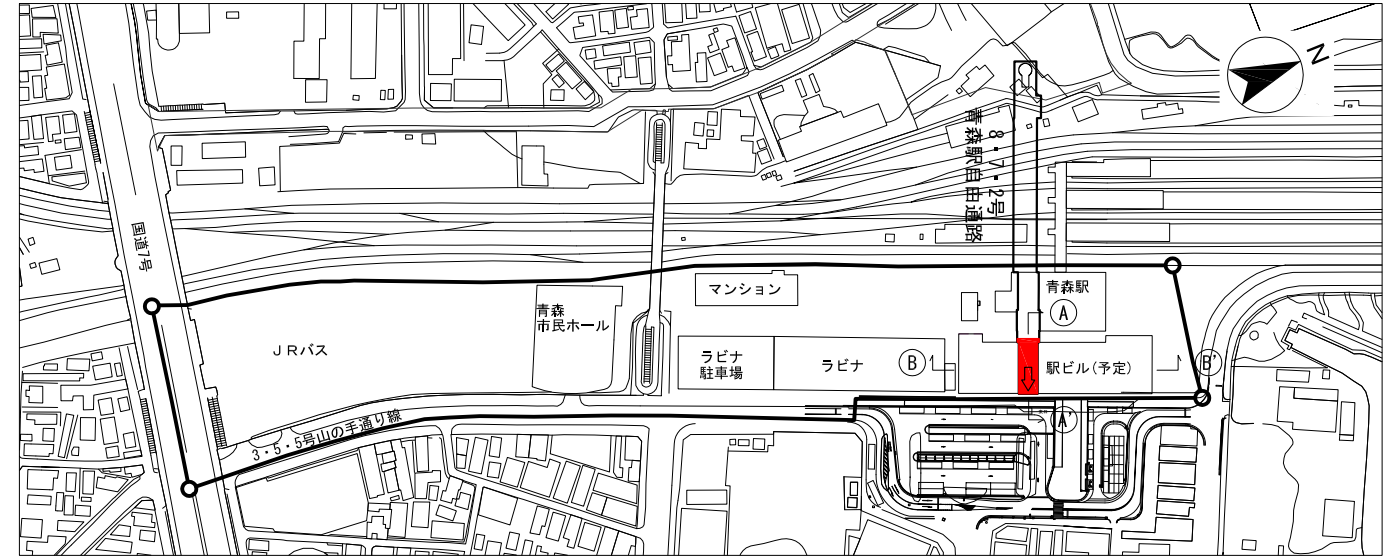 N
8・7・2号
青森駅自由通路
国道7号
マンション
青森駅
A
青森
市民ホール
JRバス
ラビナ
駐車場
ラビナ
B
駅ビル(予定)
B'
A'
3・5・5号山の手通り線